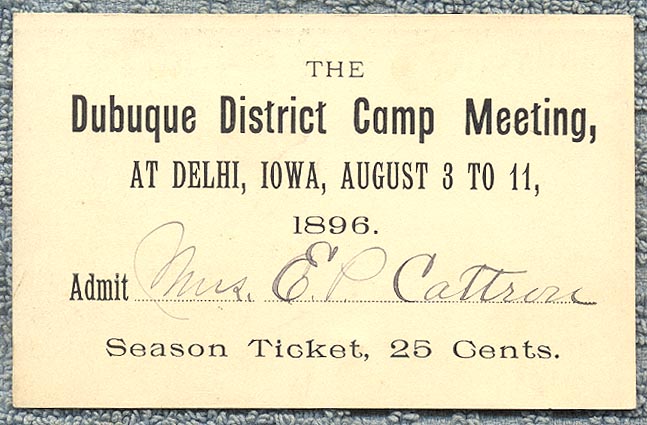 THE
Dubuque District Camp Meeting,
AT DELHI, IOWA, AUGUST 3 TO 11,
1896.
Admit Mrs. E. P. Cattron
Season Ticket, 25 Cents.